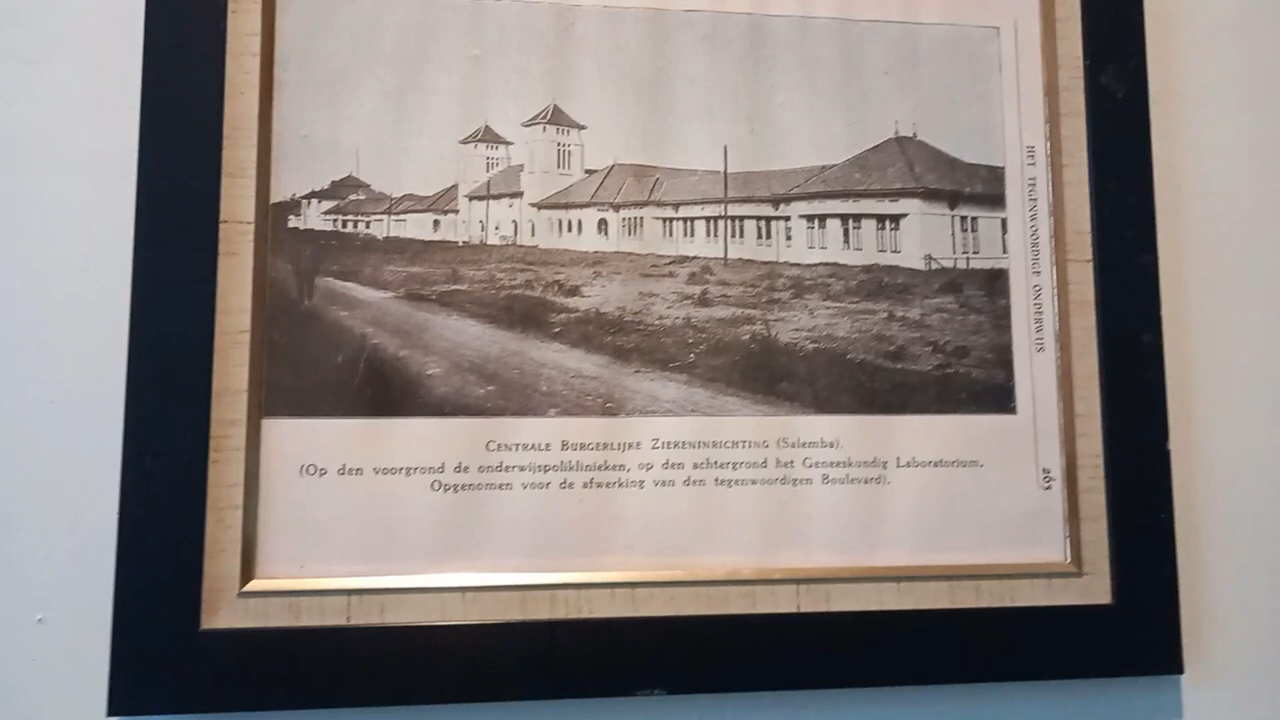 CENTRALE BURGERLIJKE ZIEKENINRICHTING (Salemba).
(Op den voorgrond de onderwijspoliklinieken, op den achtergrond het Geneeskundig Laboratorium.
Opgenomen voor de afwerking van den tegenwoordigen Boulevard).
HET TEGENWOORDIGE ONDERWIJS
263